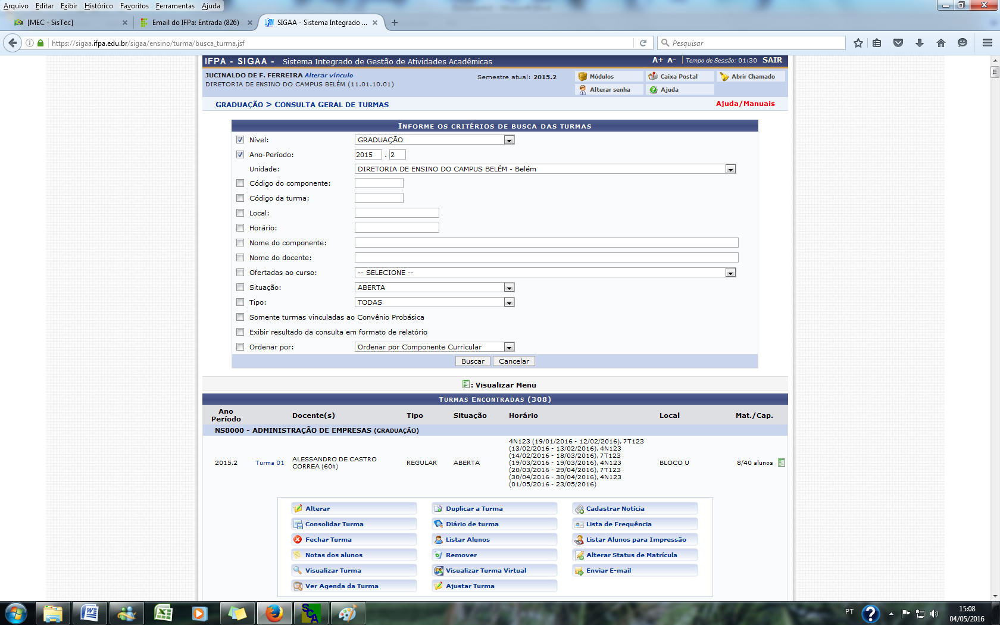 Arquivo Editar Exibir Histórico Favoritos Ferramentas Ajuda
[MEC - SisTec] Email do IFPa: Entrada (826) SIGAA - Sistema Integrado ...
https://sigaa.ifpa.edu.br/sigaa/ensino/turma/busca_turma.jsf Pesquisar
IFPA - SIGAA - Sistema Integrado de Gestão de Atividades Acadêmicas A+ A- Tempo de Sessão: 01:30 SAIR
JUCINALDO DE F. FERREIRA Alterar vínculo Semestre atual: 2015.2 Módulos Caixa Postal Abrir Chamado
DIRETORIA DE ENSINO DO CAMPUS BELÉM (11.01.10.01) Alterar senha Ajuda
GRADUAÇÃO > CONSULTA GERAL DE TURMAS Ajuda/Manuais
INFORME OS CRITÉRIOS DE BUSCA DAS TURMAS
Nível: GRADUAÇÃO
Ano-Período: 2015 . 2
Unidade: DIRETORIA DE ENSINO DO CAMPUS BELÉM - Belém
Código do componente:
Código da turma:
Local:
Horário:
Nome do componente:
Nome do docente:
Ofertadas ao curso: -- SELECIONE --
Situação: ABERTA
Tipo: TODAS
Somente turmas vinculadas ao Convênio Probásica
Exibir resultado da consulta em formato de relatório
Ordenar por: Ordenar por Componente Curricular
Buscar Cancelar
: Visualizar Menu
TURMAS ENCONTRADAS (308)
Ano Período Docente(s) Tipo Situação Horário Local Mat./Cap.
NS8000 - ADMINISTRAÇÃO DE EMPRESAS (GRADUAÇÃO)
4N123 (19/01/2016 - 12/02/2016), 7T123
(13/02/2016 - 13/02/2016), 4N123
(14/02/2016 - 18/03/2016), 7T123
2015.2 Turma 01 ALESSANDRO DE CASTRO CORREA (60h) REGULAR ABERTA (19/03/2016 - 19/03/2016), 4N123 BLOCO U 8/40 alunos
(20/03/2016 - 29/04/2016), 7T123
(30/04/2016 - 30/04/2016), 4N123
(01/05/2016 - 23/05/2016)
Alterar Duplicar a Turma Cadastrar Notícia
Consolidar Turma Diário de turma Lista de Frequência
Fechar Turma Listar Alunos Listar Alunos para Impressão
Notas dos alunos Remover Alterar Status de Matrícula
Visualizar Turma Visualizar Turma Virtual Enviar E-mail
Ver Agenda da Turma Ajustar Turma
SCA
PT 15:08
04/05/2016